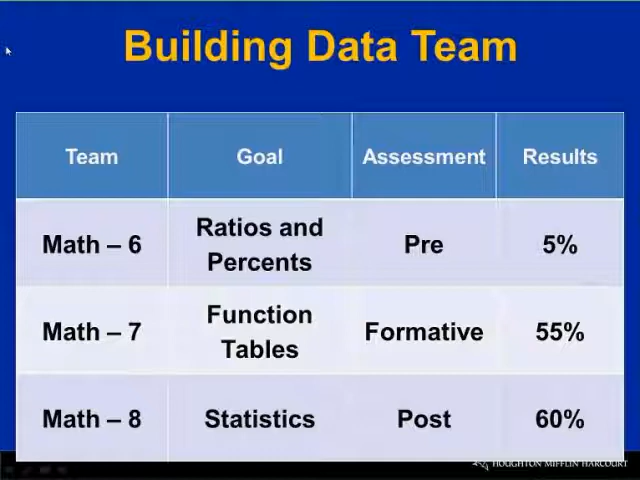 Building Data Team
Team Goal Assessment Results
Math – 6 Ratios and Percents Pre 5%
Math – 7 Function Tables Formative 55%
Math – 8 Statistics Post 60%
HOUGHTON MIFFLIN HARCOURT